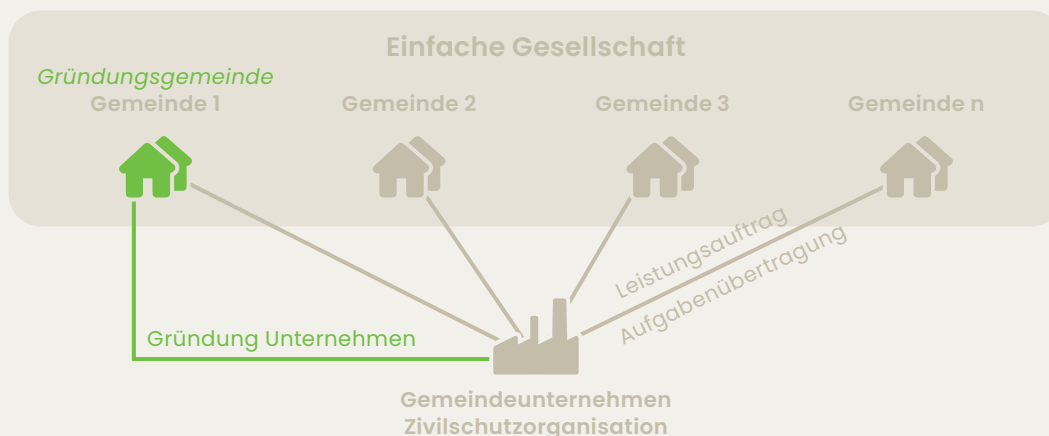 Einfache Gesellschaft
Gründungsgemeinde
Gemeinde 1
Gemeinde 2
Gemeinde 3
Gemeinde n
Leistungsauftrag
Aufgabenübertragung
Gründung Unternehmen
Gemeindeunternehmen
Zivilschutzorganisation